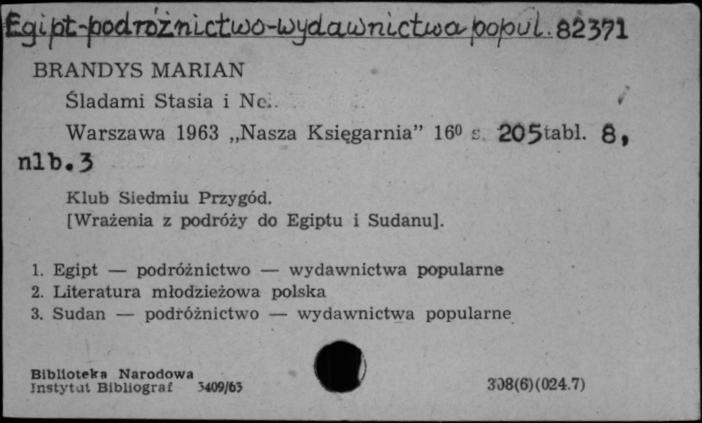 Egipt-podróżnictwo-wydawnictwa popul. 82371
BRANDYS MARIAN
Śladami Stasia i
Warszawa 1963 „Nasza Księgarnia” 16⁰ s. 205 tabl. 8,
nlb. 3
Klub Siedmiu Przygód.
[Wrażenia z podróży do Egiptu i Sudanu].
1. Egipt — podróżnictwo — wydawnictwa popularne
2. Literatura młodzieżowa polska
3. Sudan — podróżnictwo — wydawnictwa popularne
Biblioteka Narodowa
Instytut Bibliograf 3409/63
308(6)(024.7)